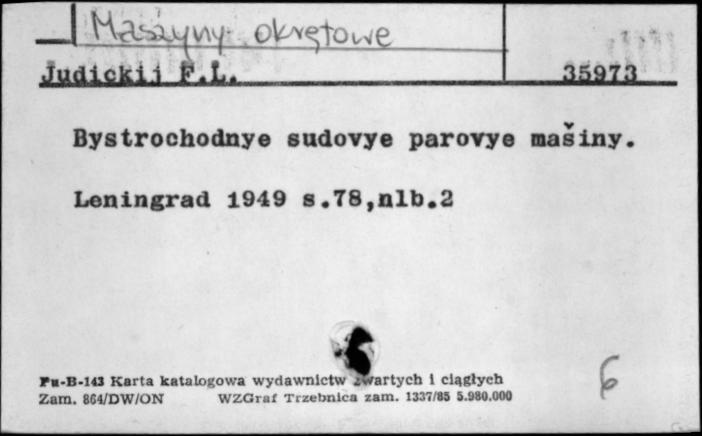 Maszyny okrętowe
Judickij F.L. 35973
Bystrochodnye sudovye parovye mašiny.
Leningrad 1949 s.78,nlb.2
Pu-B-143 Karta katalogowa wydawnictw zwartych i ciągłych
Zam. 864/DW/ON WZGraf Trzebnica zam. 1337/85 5.980.000
6